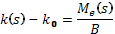 k(s) − k₀ = Mₑ(s) / B